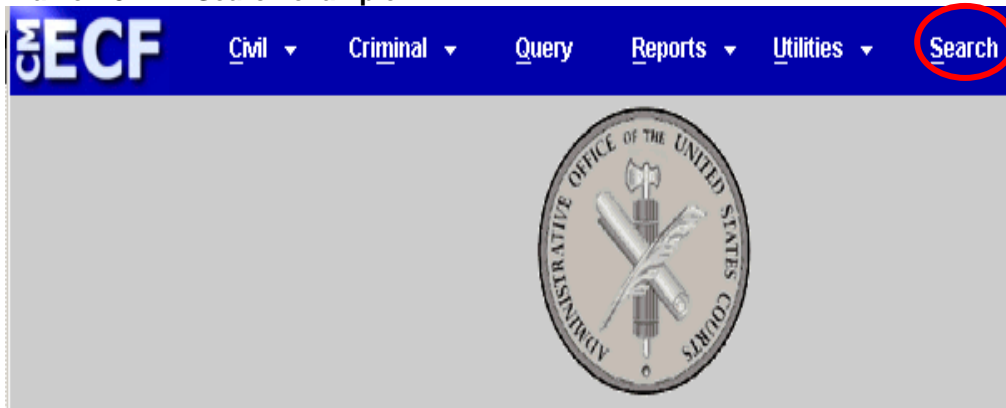 CM ECF Civil Criminal Query Reports Utilities Search
ADMINISTRATIVE OFFICE OF THE UNITED STATES COURTS